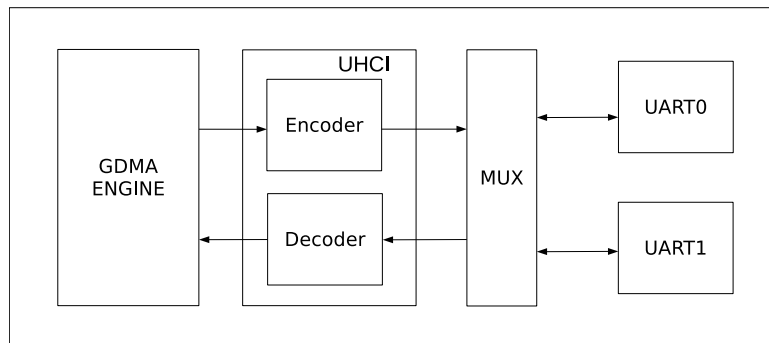 UHCI
Encoder
Decoder
GDMA
ENGINE
MUX
UART0
UART1